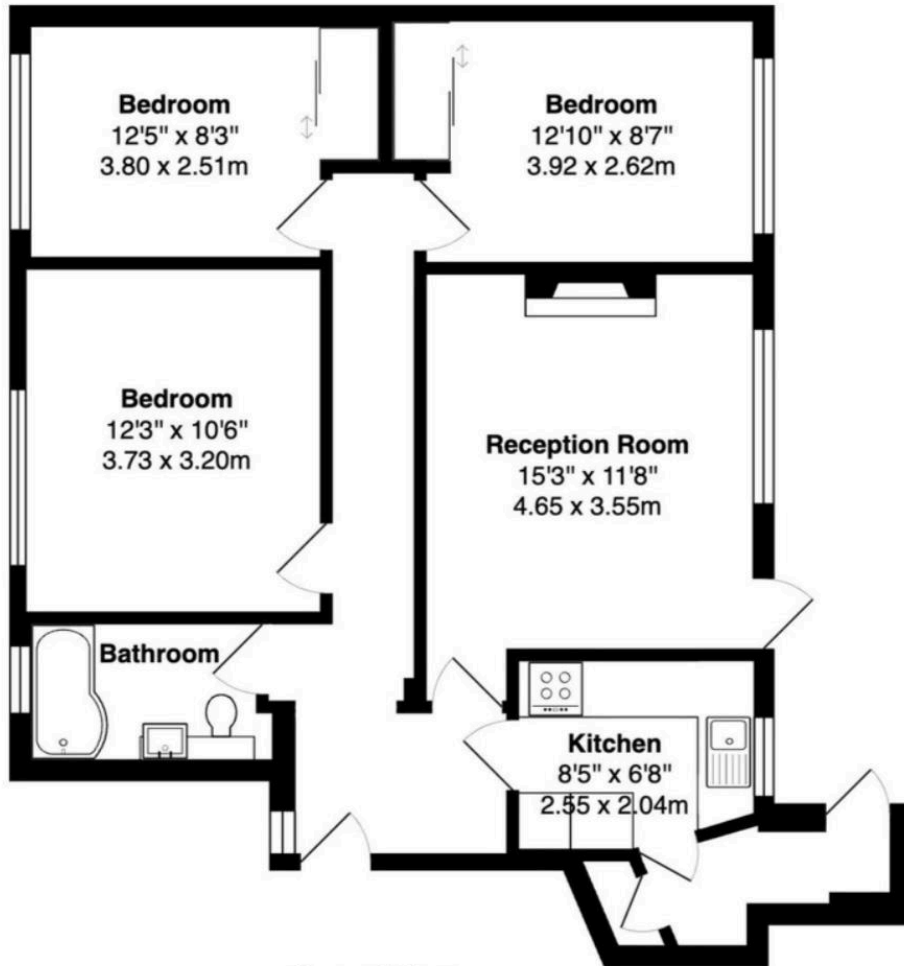 Bedroom
12'5" x 8'3"
3.80 x 2.51m
Bedroom
12'10" x 8'7"
3.92 x 2.62m
Bedroom
12'3" x 10'6"
3.73 x 3.20m
Reception Room
15'3" x 11'8"
4.65 x 3.55m
Bathroom
Kitchen
8'5" x 6'8"
2.55 x 2.04m